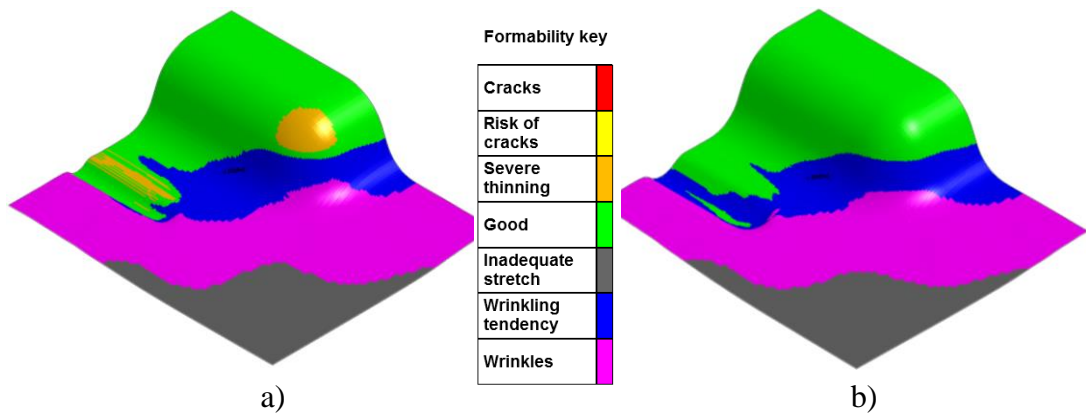 Formability key
Cracks
Risk of
cracks
Severe
thinning
Good
Inadequate
stretch
Wrinkling
tendency
Wrinkles
a)
b)